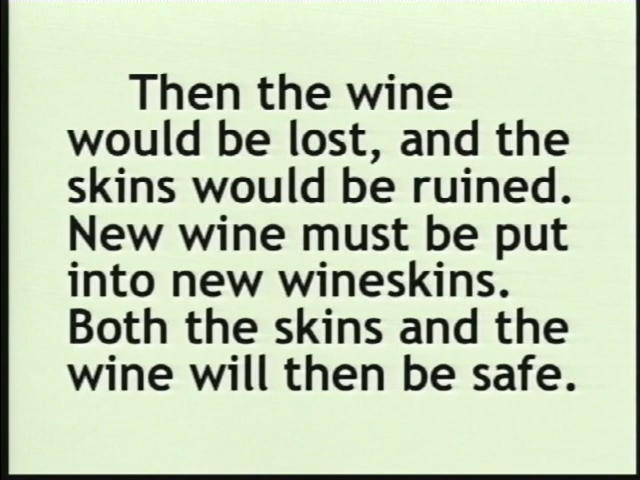 Then the wine
would be lost, and the
skins would be ruined.
New wine must be put
into new wineskins.
Both the skins and the
wine will then be safe.